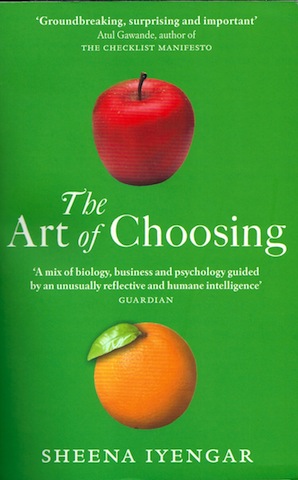 ‘Groundbreaking, surprising and important’
Atul Gawande, author of
THE CHECKLIST MANIFESTO
The
Art of Choosing
‘A mix of biology, business and psychology guided
by an unusually reflective and humane intelligence’
GUARDIAN
SHEENA IYENGAR